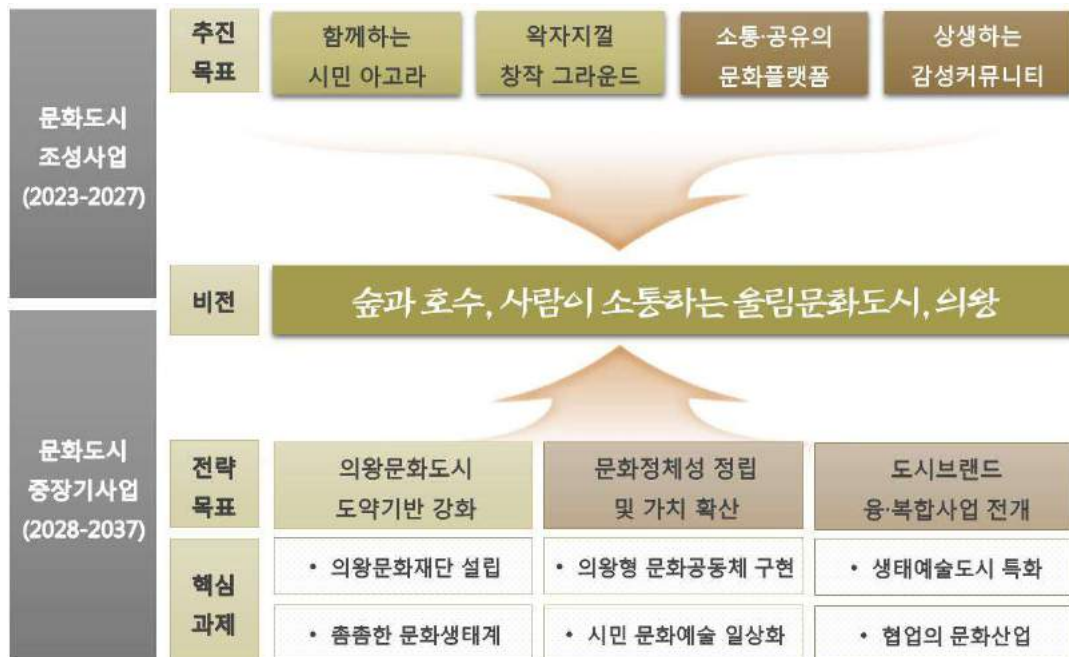 문화도시
조성사업
(2023-2027)
추진
목표
함께하는
시민 아고라
왁자지껄
창작 그라운드
소통·공유의
문화플랫폼
상생하는
감성커뮤니티
비전
숲과 호수, 사람이 소통하는 울림문화도시, 의왕
문화도시
중장기사업
(2028-2037)
전략
목표
의왕문화도시
도약기반 강화
문화정체성 정립
및 가치 확산
도시브랜드
융·복합사업 전개
핵심
과제
• 의왕문화재단 설립
• 의왕형 문화공동체 구현
• 생태예술도시 특화
• 촘촘한 문화생태계
• 시민 문화예술 일상화
• 협업의 문화산업